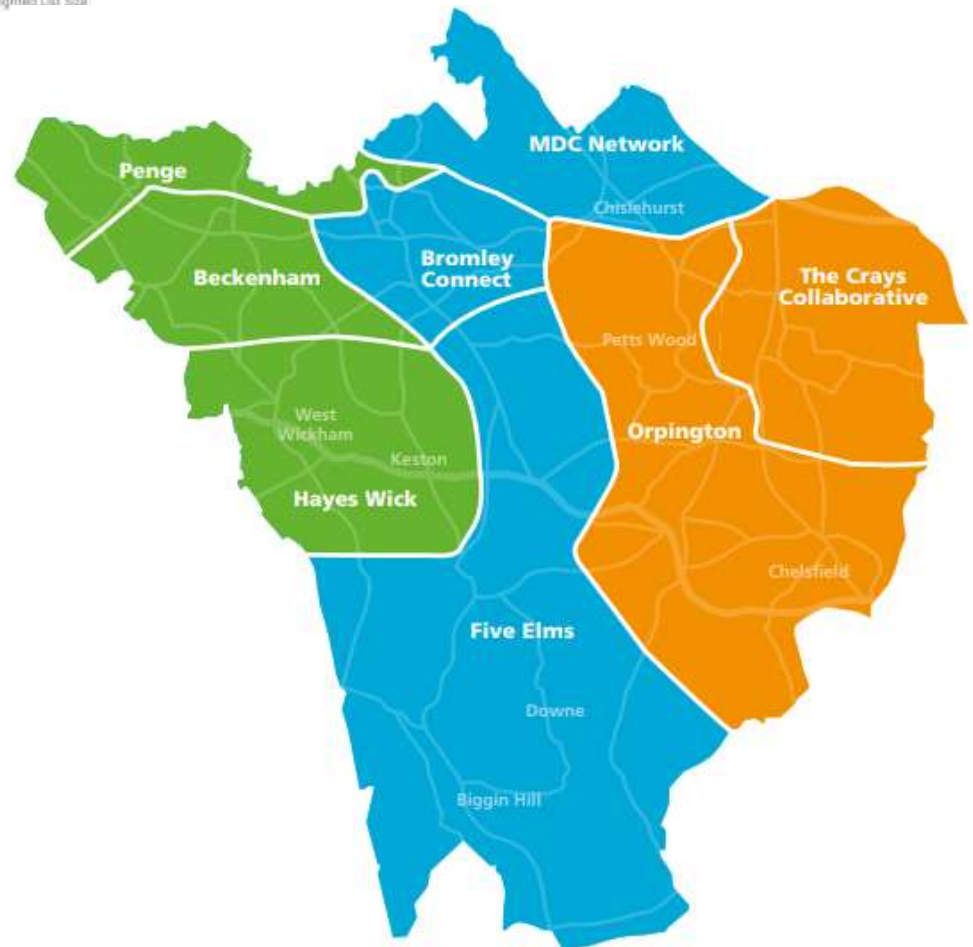 MDC Network
Penge
Chislehurst
Bromley
Connect
Beckenham
The Crays
Collaborative
Petts Wood
West
Wickham
Orpington
Keston
Hayes Wick
Chelsfield
Five Elms
Downe
Biggin Hill